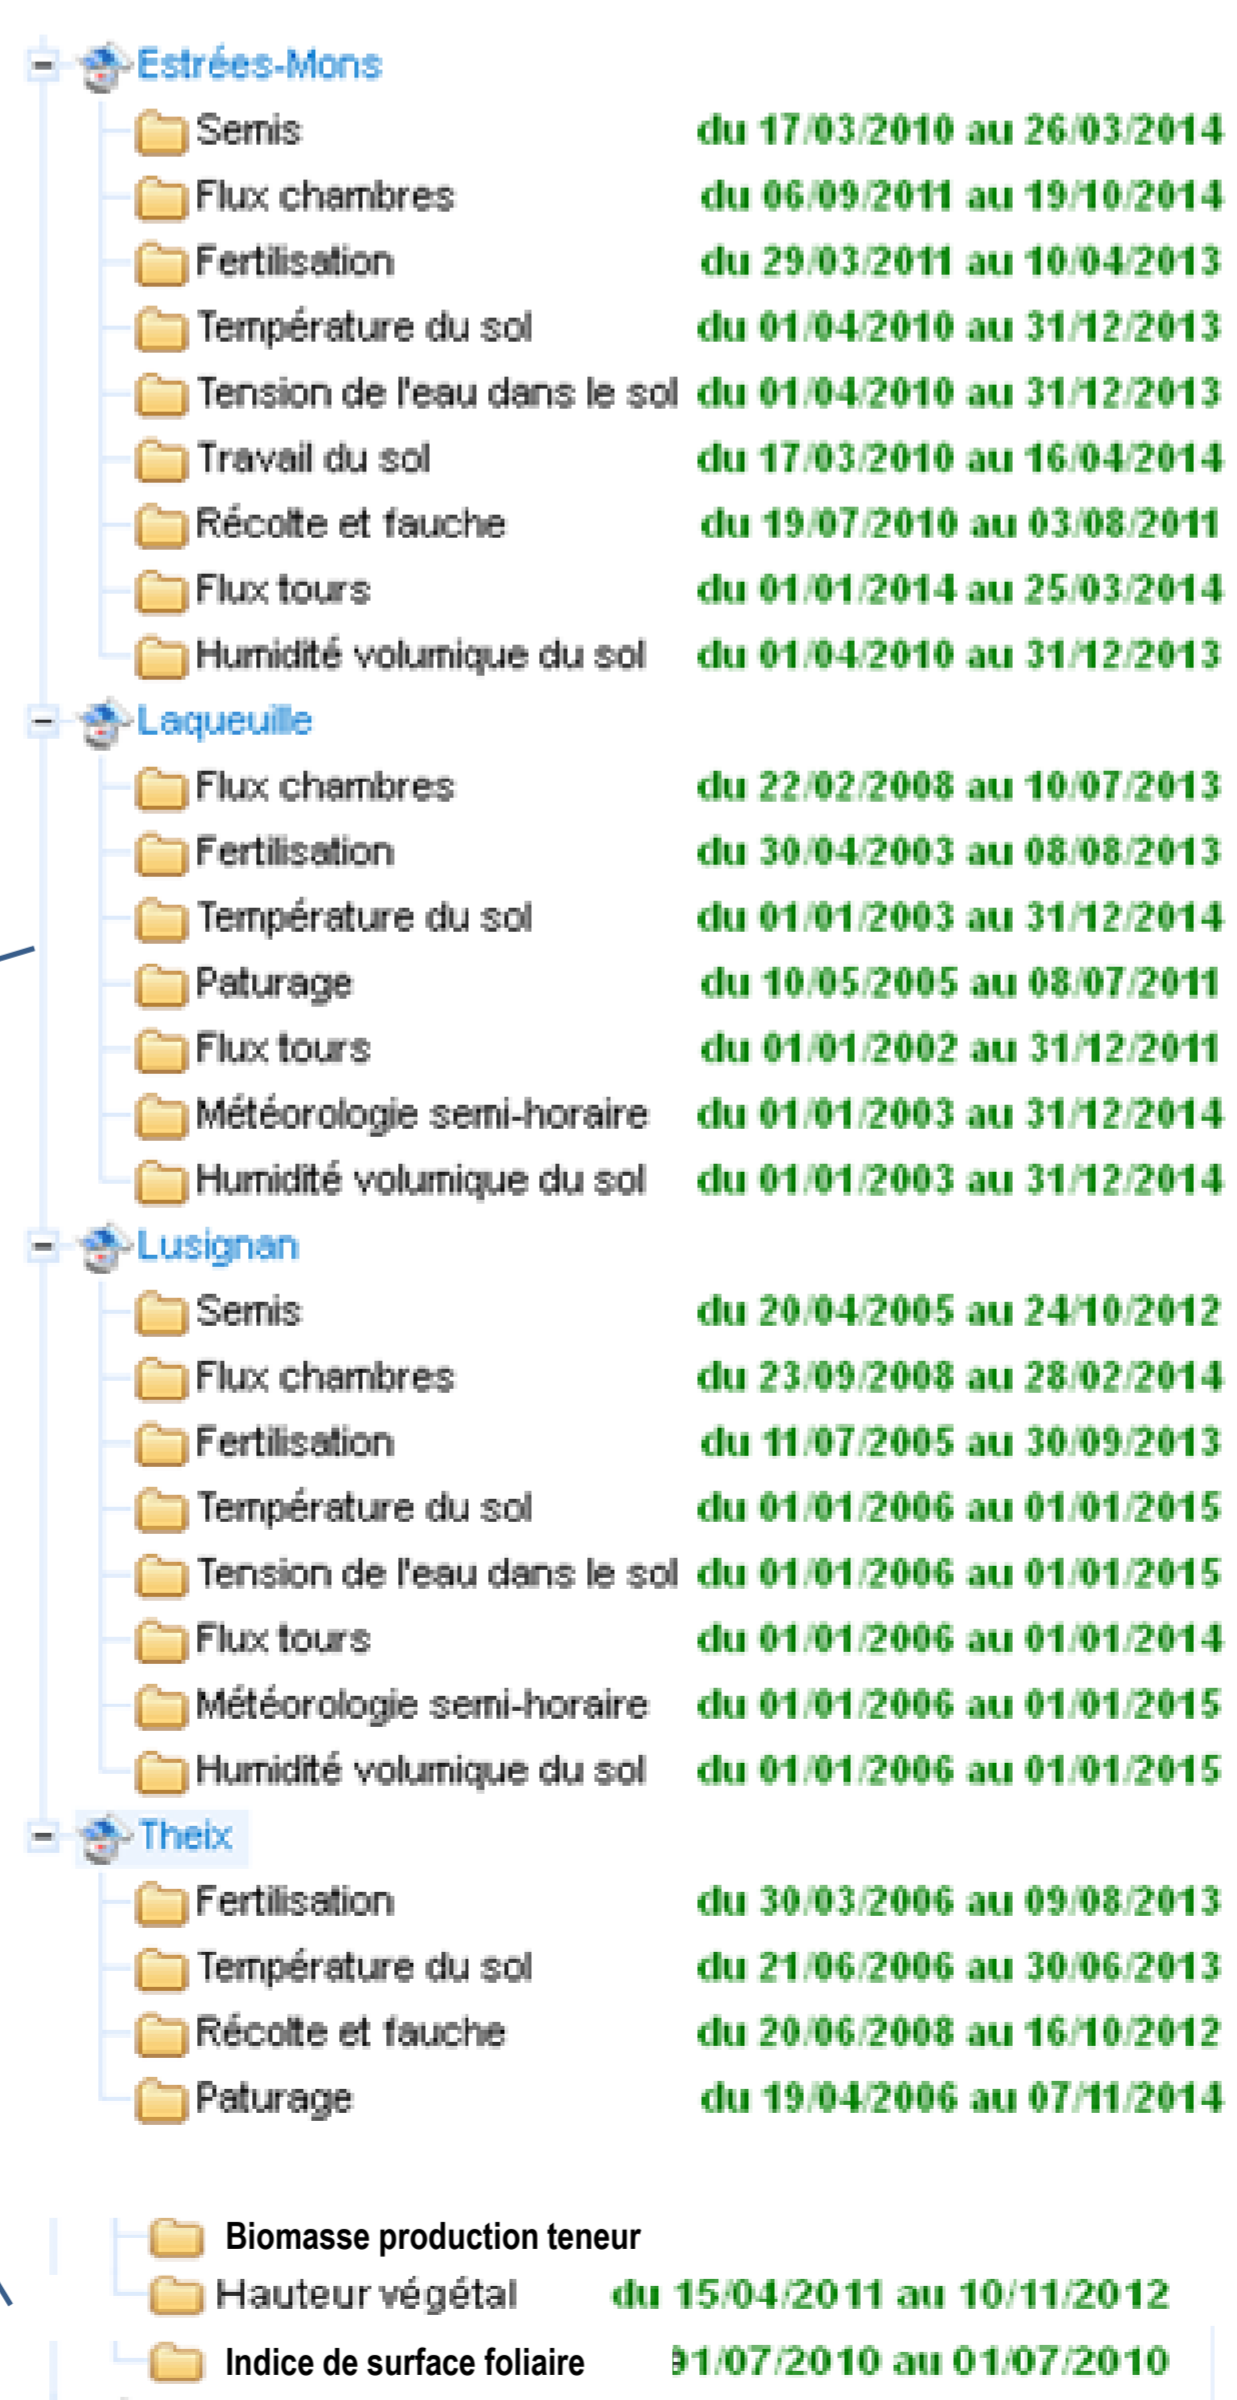 Estrées-Mons
Semis du 17/03/2010 au 26/03/2014
Flux chambres du 06/09/2011 au 19/10/2014
Fertilisation du 29/03/2011 au 10/04/2013
Température du sol du 01/04/2010 au 31/12/2013
Tension de l'eau dans le sol du 01/04/2010 au 31/12/2013
Travail du sol du 17/03/2010 au 16/04/2014
Récolte et fauche du 19/07/2010 au 03/08/2011
Flux tours du 01/01/2014 au 25/03/2014
Humidité volumique du sol du 01/04/2010 au 31/12/2013
Laqueuille
Flux chambres du 22/02/2008 au 10/07/2013
Fertilisation du 30/04/2003 au 08/08/2013
Température du sol du 01/01/2003 au 31/12/2014
Paturage du 10/05/2005 au 08/07/2011
Flux tours du 01/01/2002 au 31/12/2011
Météorologie semi-horaire du 01/01/2003 au 31/12/2014
Humidité volumique du sol du 01/01/2003 au 31/12/2014
Lusignan
Semis du 20/04/2005 au 24/10/2012
Flux chambres du 23/09/2008 au 28/02/2014
Fertilisation du 11/07/2005 au 30/09/2013
Température du sol du 01/01/2006 au 01/01/2015
Tension de l'eau dans le sol du 01/01/2006 au 01/01/2015
Flux tours du 01/01/2006 au 01/01/2014
Météorologie semi-horaire du 01/01/2006 au 01/01/2015
Humidité volumique du sol du 01/01/2006 au 01/01/2015
Theix
Fertilisation du 30/03/2006 au 09/08/2013
Température du sol du 21/06/2006 au 30/06/2013
Récolte et fauche du 20/06/2008 au 16/10/2012
Paturage du 19/04/2006 au 07/11/2014
Biomasse production teneur
Hauteur végétal du 15/04/2011 au 10/11/2012
Indice de surface foliaire 1/07/2010 au 01/07/2010